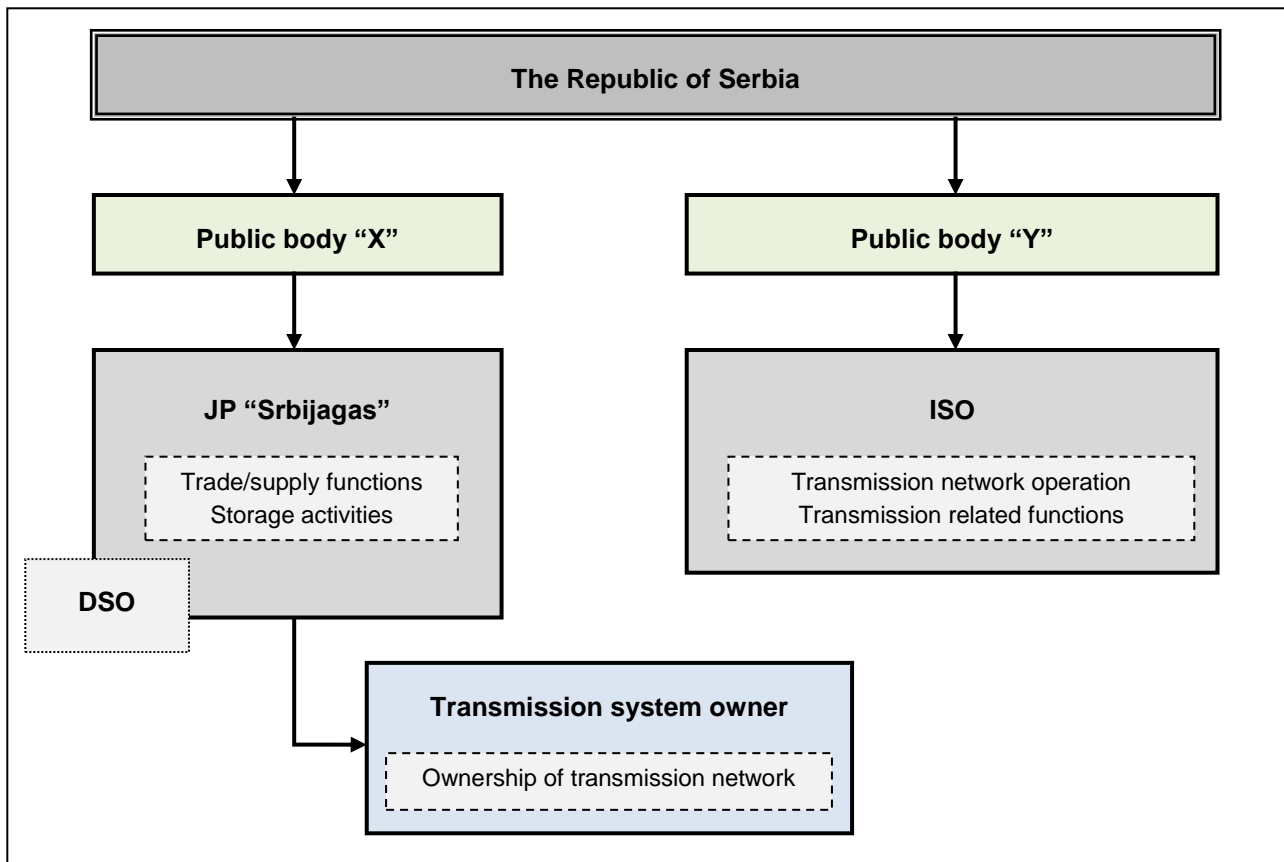 The Republic of Serbia
Public body “X”
Public body “Y”
JP “Srbijagas”
Trade/supply functions
Storage activities
DSO
ISO
Transmission network operation
Transmission related functions
Transmission system owner
Ownership of transmission network